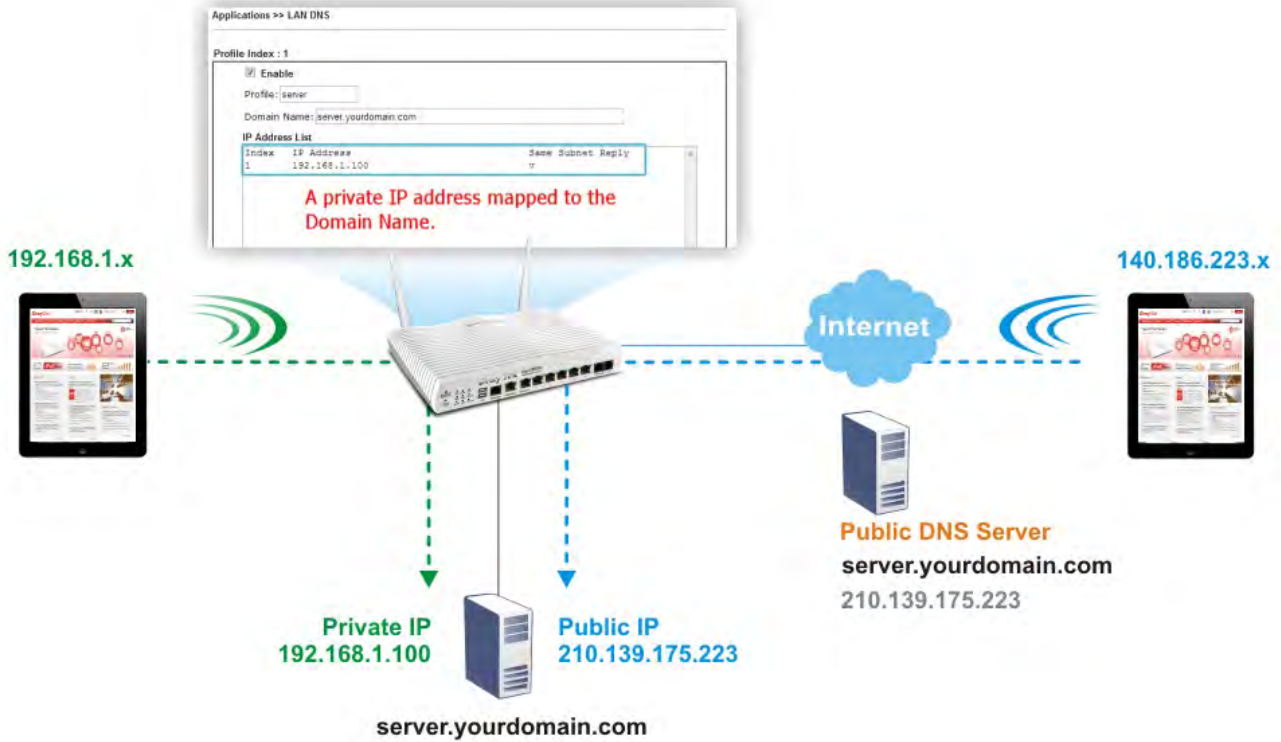 Applications >> LAN DNS
Profile Index : 1
Enable
Profile: server
Domain Name: server.yourdomain.com
IP Address List
Index IP Address Same Subnet Reply
1 192.168.1.100 v
A private IP address mapped to the
Domain Name.
192.168.1.x
140.186.223.x
Internet
Public DNS Server
server.yourdomain.com
210.139.175.223
Private IP
192.168.1.100
Public IP
210.139.175.223
server.yourdomain.com